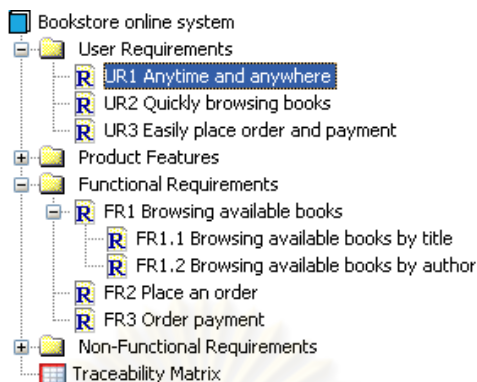 Bookstore online system
User Requirements
R UR1 Anytime and anywhere
R UR2 Quickly browsing books
R UR3 Easily place order and payment
Product Features
Functional Requirements
R FR1 Browsing available books
R FR1.1 Browsing available books by title
R FR1.2 Browsing available books by author
R FR2 Place an order
R FR3 Order payment
Non-Functional Requirements
Traceability Matrix